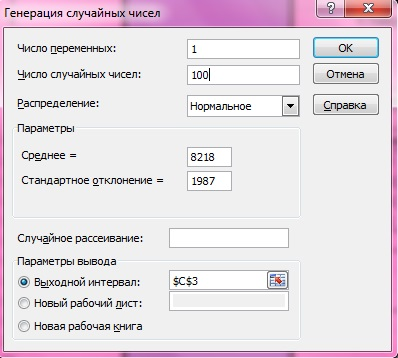 Генерация случайных чисел
Число переменных: 1 OK
Число случайных чисел: 100 Отмена
Распределение: Нормальное Справка
Параметры
Среднее = 8218
Стандартное отклонение = 1987
Случайное рассеивание:
Параметры вывода
Выходной интервал: $C$3
Новый рабочий лист:
Новая рабочая книга